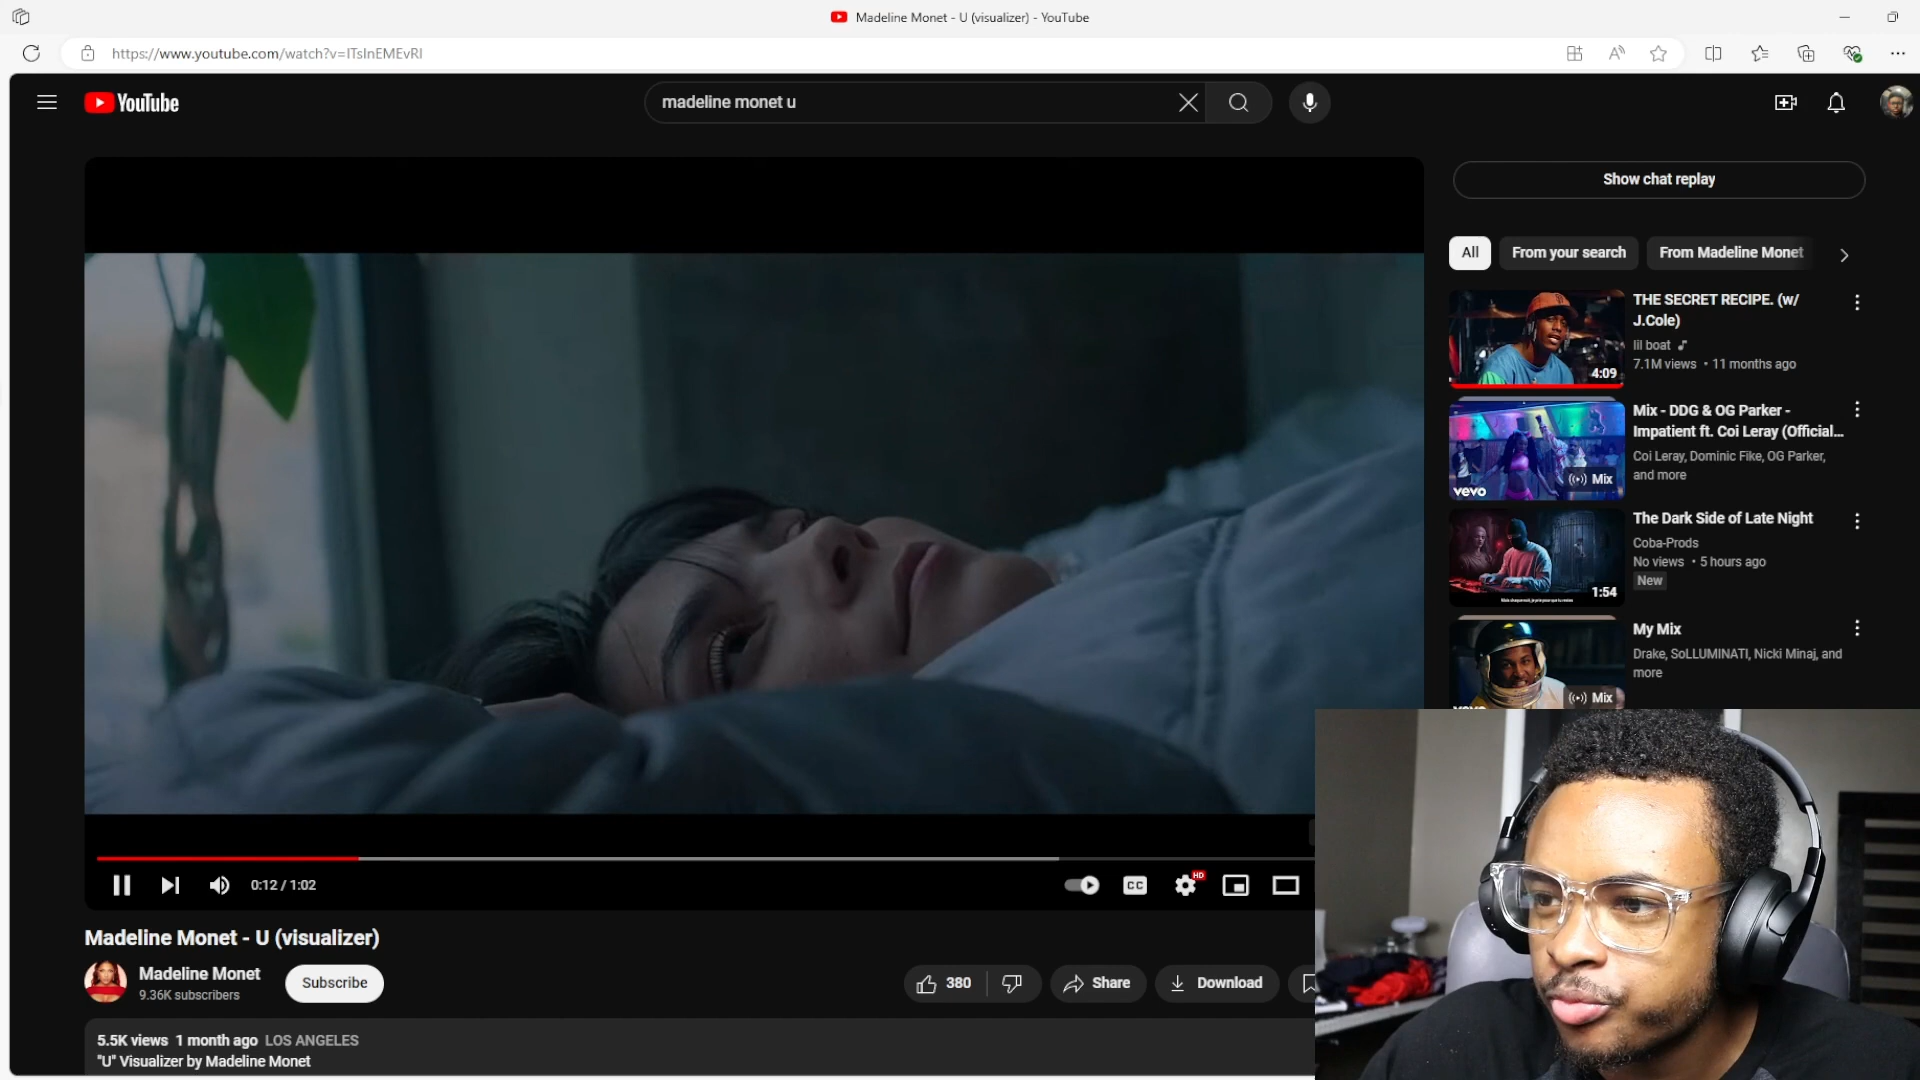 Madeline Monet - U (visualizer) - YouTube
https://www.youtube.com/watch?v=ITsInEMEvRI
YouTube
madeline monet u
Show chat replay
All
From your search
From Madeline Monet
THE SECRET RECIPE. (w/
J.Cole)
lil boat
7.1M views • 11 months ago
4:09
Mix - DDG & OG Parker -
Impatient ft. Coi Leray (Official...
Coi Leray, Dominic Fike, OG Parker,
and more
Mix
vevo
The Dark Side of Late Night
Coba-Prods
No views • 5 hours ago
New
1:54
My Mix
Drake, SoLLUMINATI, Nicki Minaj, and
more
Mix
0:12 / 1:02
CC
HD
Madeline Monet - U (visualizer)
Madeline Monet
9.36K subscribers
Subscribe
380
Share
Download
5.5K views 1 month ago LOS ANGELES
"U" Visualizer by Madeline Monet